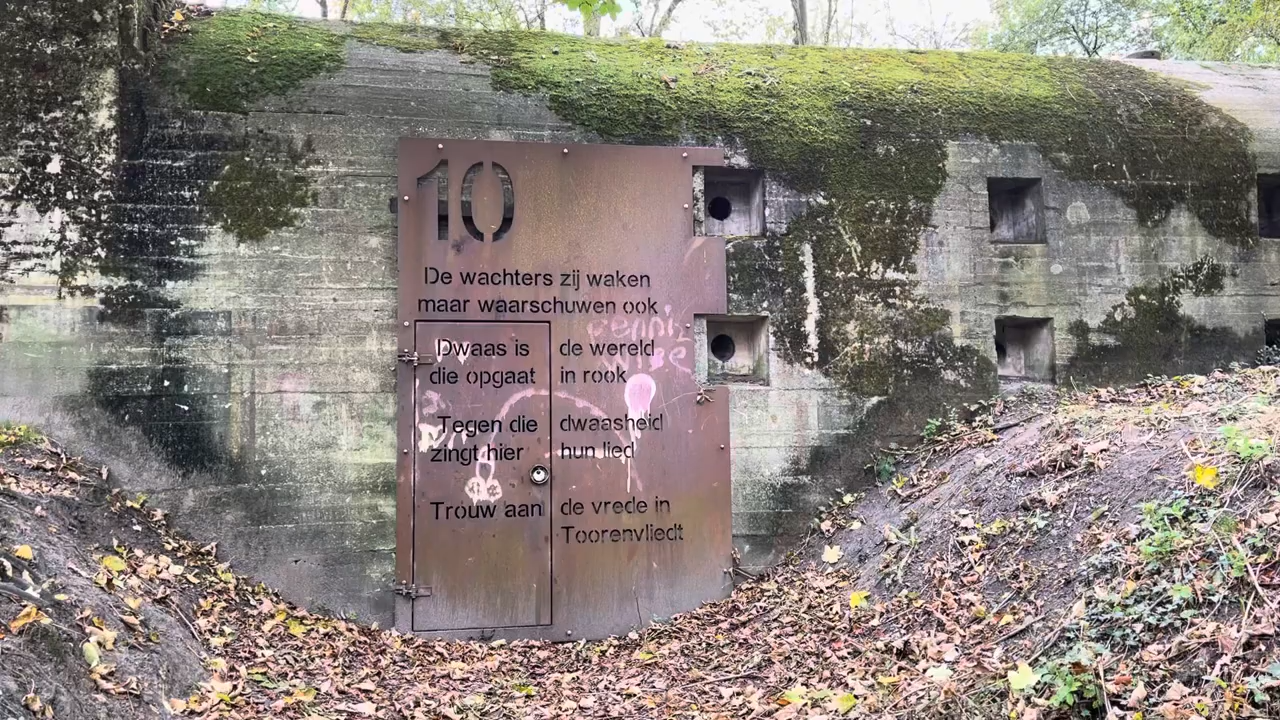 10
De wachters zij waken
maar waarschuwen ook
Dwaas is de wereld
die opgaat in rook
Tegen die dwaasheid
zingt hier hun lied
Trouw aan de vrede in
Toorenvliedt